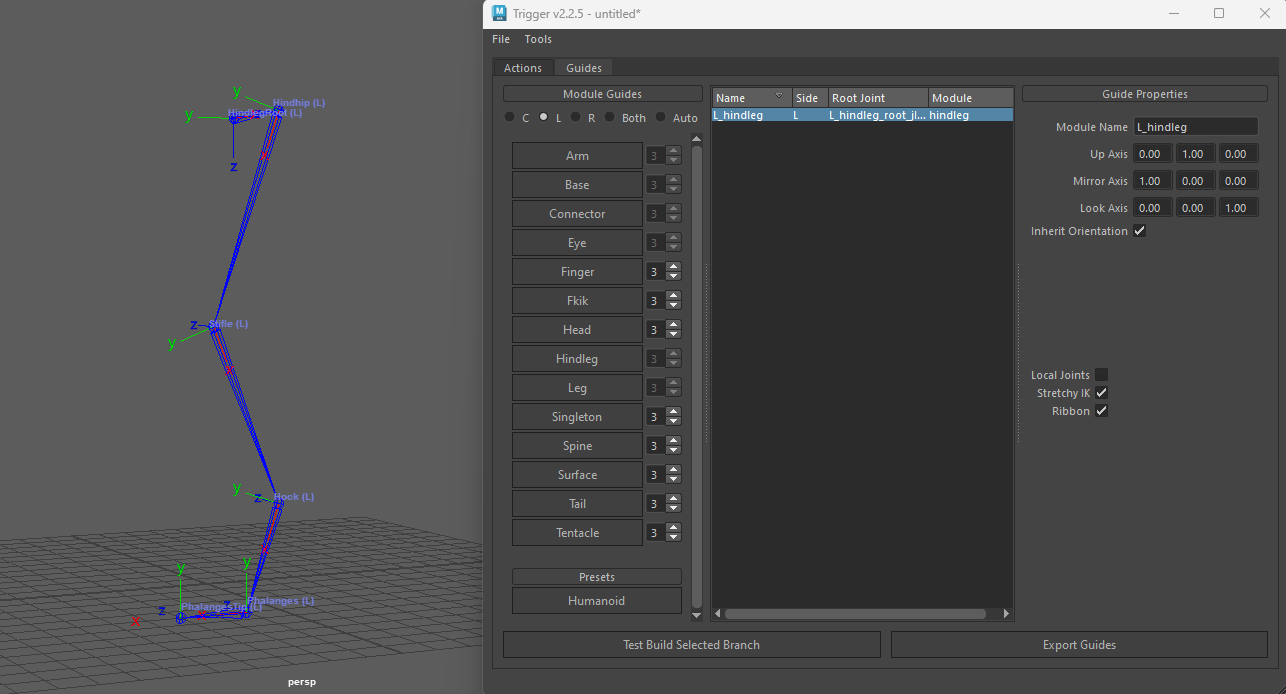 Trigger v2.2.5 - untitled*
File Tools
Actions Guides
Module Guides
C L R Both Auto
Arm 3
Base 3
Connector 3
Eye 3
Finger 3
Fkik 3
Head 3
Hindleg 3
Leg 3
Singleton 3
Spine 3
Surface 3
Tail 3
Tentacle 3
Presets
Humanoid
Name Side Root Joint Module
L_hindleg L L_hindleg_root_jI... hindleg
Guide Properties
Module Name L_hindleg
Up Axis 0.00 1.00 0.00
Mirror Axis 1.00 0.00 0.00
Look Axis 0.00 0.00 1.00
Inherit Orientation
Local Joints
Stretchy IK
Ribbon
Test Build Selected Branch
Export Guides
y
Hindhip (L)
y HindlegRoot (L)
z
z Stifle (L)
y
y z Hock (L)
y y
z PhalangesTip (L) z Phalanges (L)
x
persp